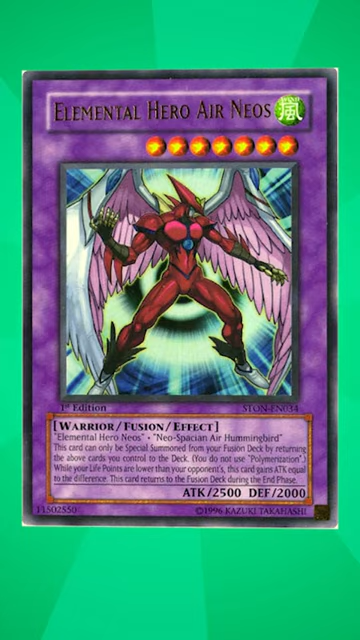 ELEMENTAL HERO AIR NEOS 風
1st Edition STON-EN034
[WARRIOR/FUSION/EFFECT]
"Elemental Hero Neos" + "Neo-Spacian Air Hummingbird"
This card can only be Special Summoned from your Fusion Deck by returning
the above cards you control to the Deck. (You do not use "Polymerization".)
While your Life Points are lower than your opponent's, this card gains ATK equal
to the difference. This card returns to the Fusion Deck during the End Phase.
ATK/2500 DEF/2000
11502550 ©1996 KAZUKI TAKAHASHI